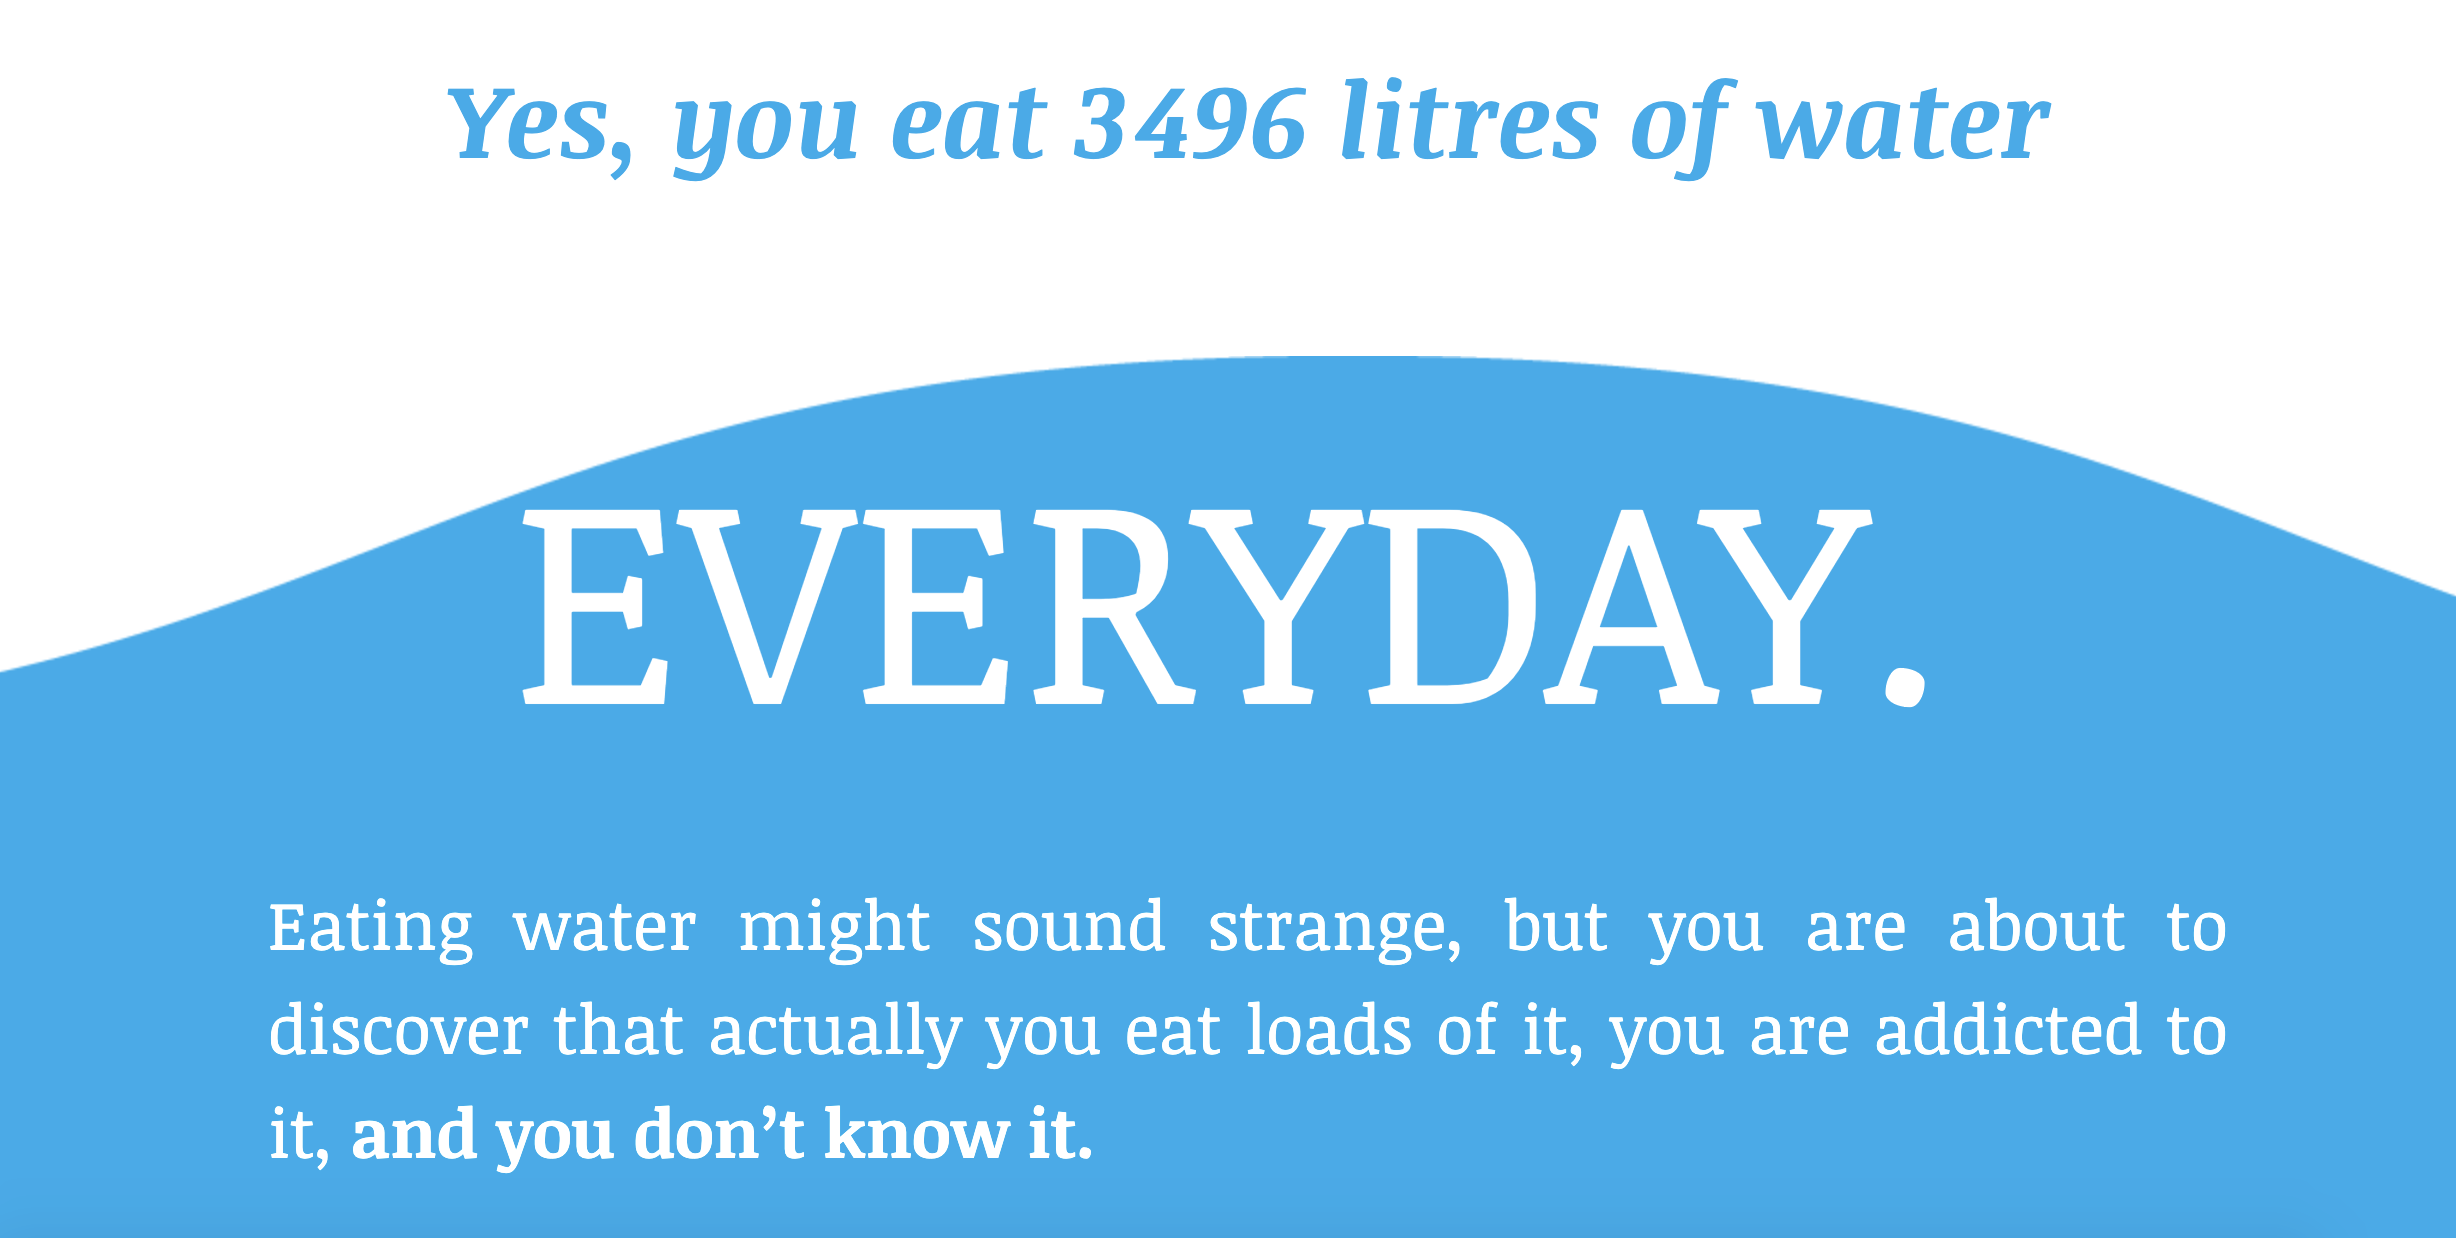 Yes, you eat 3496 litres of water
EVERYDAY.
Eating water might sound strange, but you are about to
discover that actually you eat loads of it, you are addicted to
it, and you don’t know it.